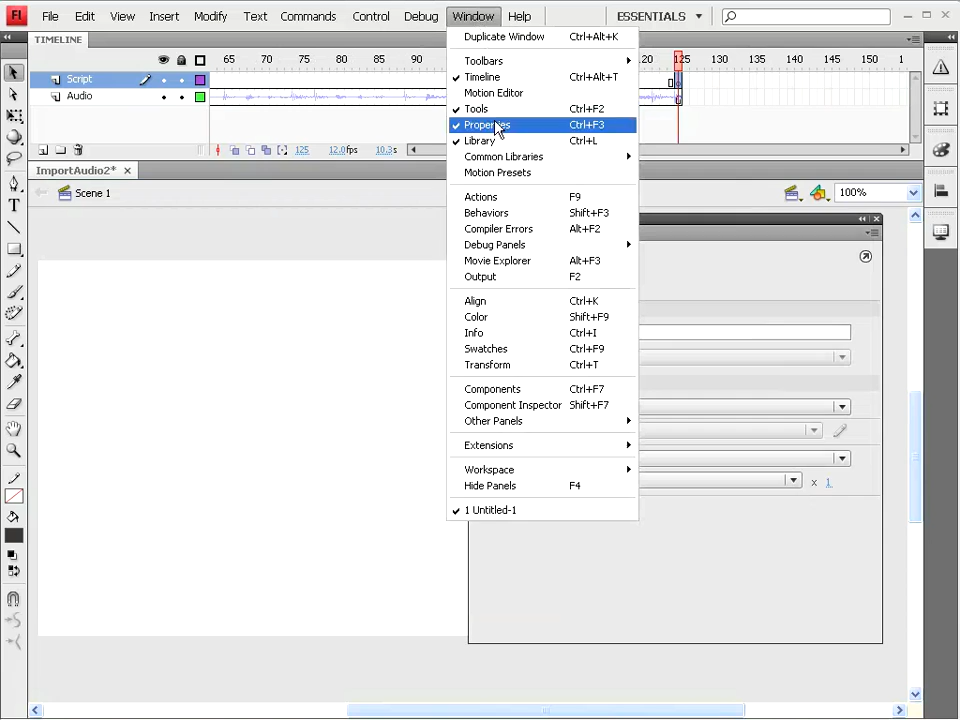 Fl File Edit View Insert Modify Text Commands Control Debug Window Help ESSENTIALS
TIMELINE
65 70 75 80 85 90 125 130 135 140 145 150 1
Script
Audio
125 12.0fps 10.3s
ImportAudio2*
Scene 1
100%
Duplicate Window Ctrl+Alt+K
Toolbars
Timeline Ctrl+Alt+T
Motion Editor
Tools Ctrl+F2
Properties Ctrl+F3
Library Ctrl+L
Common Libraries
Motion Presets
Actions F9
Behaviors Shift+F3
Compiler Errors Alt+F2
Debug Panels
Movie Explorer Alt+F3
Output F2
Align Ctrl+K
Color Shift+F9
Info Ctrl+I
Swatches Ctrl+F9
Transform Ctrl+T
Components Ctrl+F7
Component Inspector Shift+F7
Other Panels
Extensions
Workspace
Hide Panels F4
1 Untitled-1
x 1